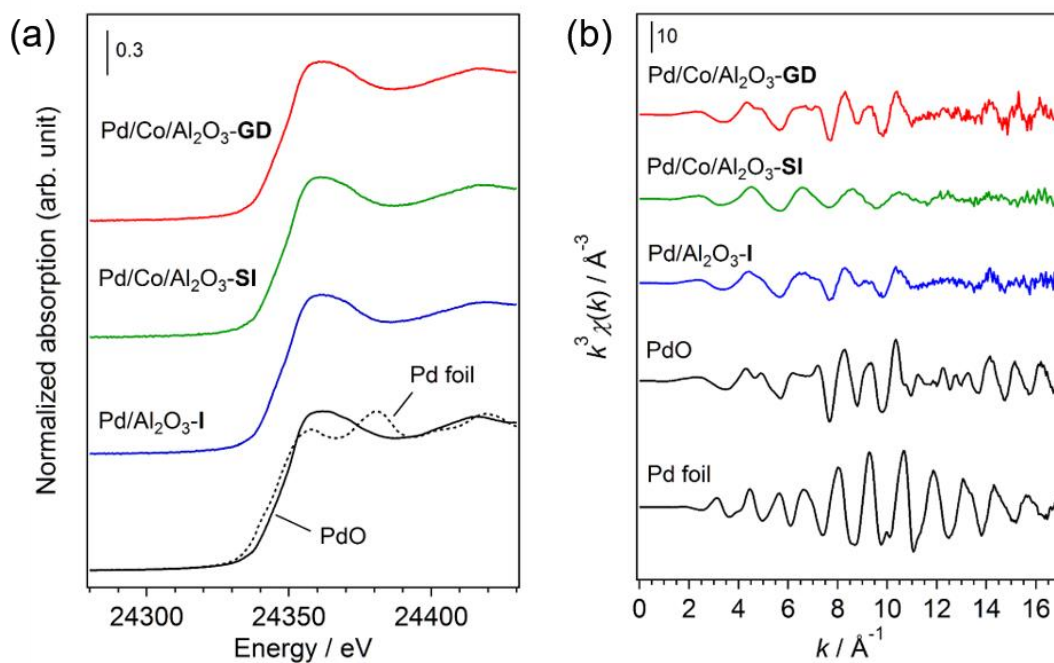 (a)
0.3
Pd/Co/Al₂O₃-GD
Pd/Co/Al₂O₃-SI
Pd/Al₂O₃-I
Pd foil
PdO
Normalized absorption (arb. unit)
24300 24350 24400
Energy / eV
(b)
10
Pd/Co/Al₂O₃-GD
Pd/Co/Al₂O₃-SI
Pd/Al₂O₃-I
PdO
Pd foil
k³ χ(k) / Å⁻³
0 2 4 6 8 10 12 14 16
k / Å⁻¹